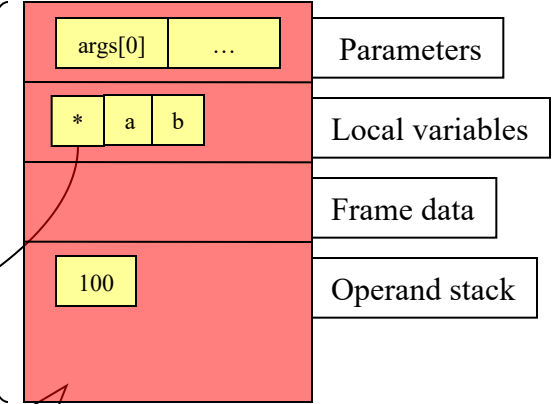 args[0] … Parameters
* a b Local variables
Frame data
100 Operand stack